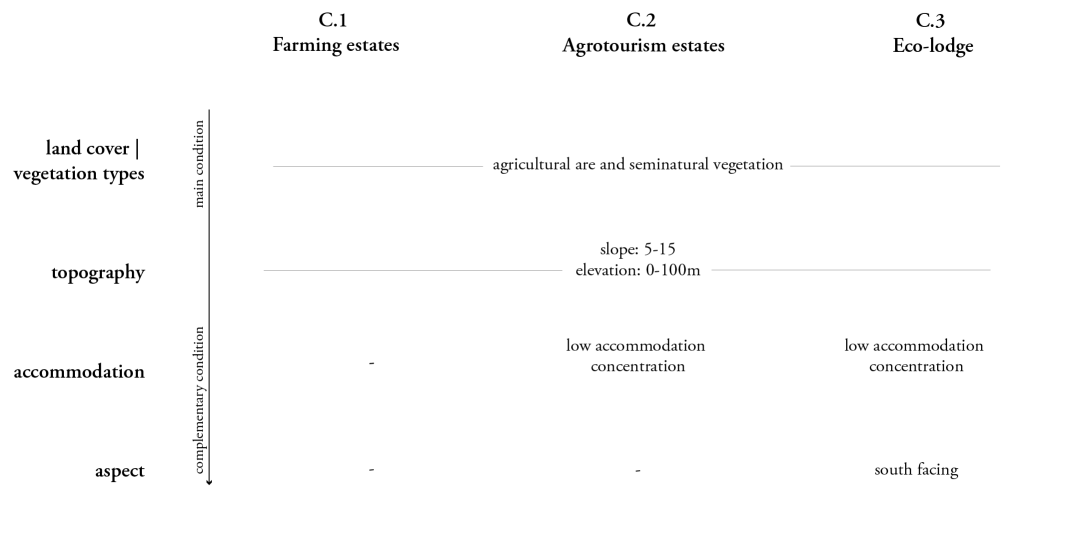 C.1
Farming estates
C.2
Agrotourism estates
C.3
Eco-lodge
main condition
land cover |
vegetation types
agricultural are and seminatural vegetation
topography
slope: 5-15
elevation: 0-100m
complementary condition
accommodation
-
low accommodation
concentration
low accommodation
concentration
aspect
-
-
south facing